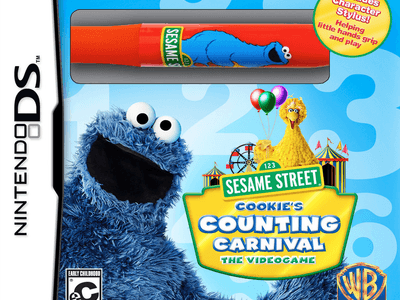 NINTENDO DS
SESAME STREET
Character
Stylus!
Helping
little hands grip
and play
123
SESAME STREET
COOKIE'S
COUNTING
CARNIVAL
THE VIDEOGAME
EARLY CHILDHOOD
WB